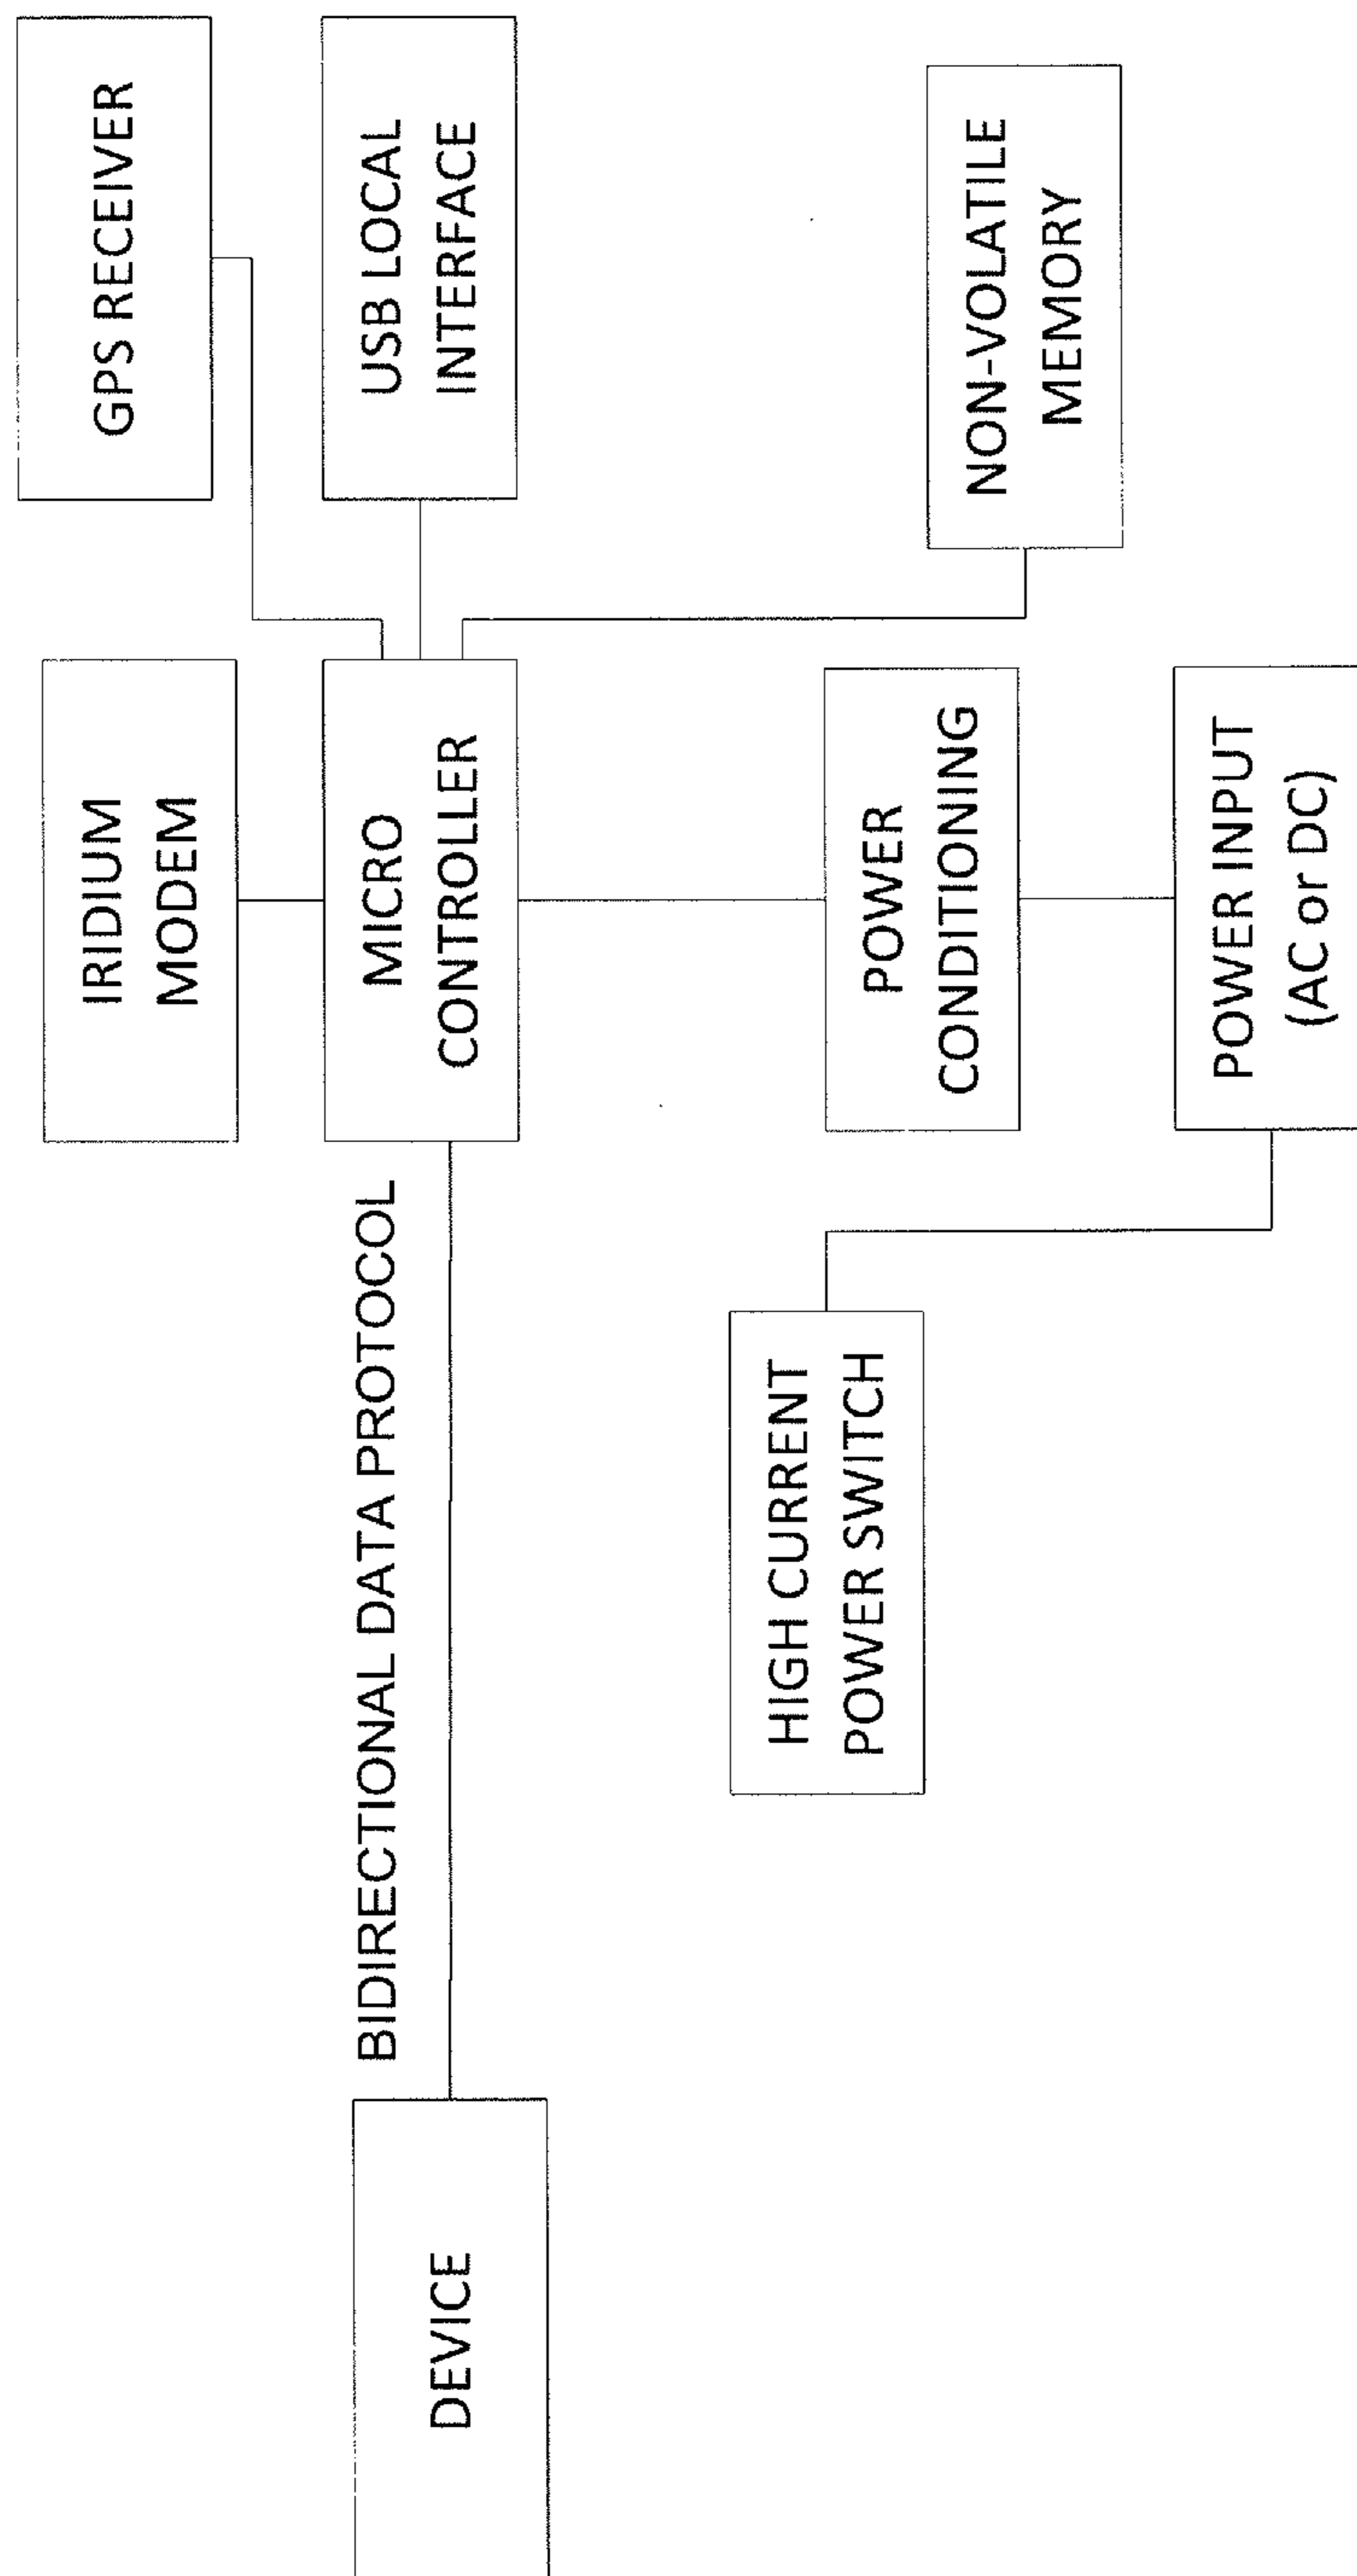 IRIDIUM
MODEM
GPS RECEIVER
BIDIRECTIONAL DATA PROTOCOL
MICRO
CONTROLLER
USB LOCAL
INTERFACE
DEVICE
HIGH CURRENT
POWER SWITCH
POWER
CONDITIONING
NON-VOLATILE
MEMORY
POWER INPUT
(AC or DC)